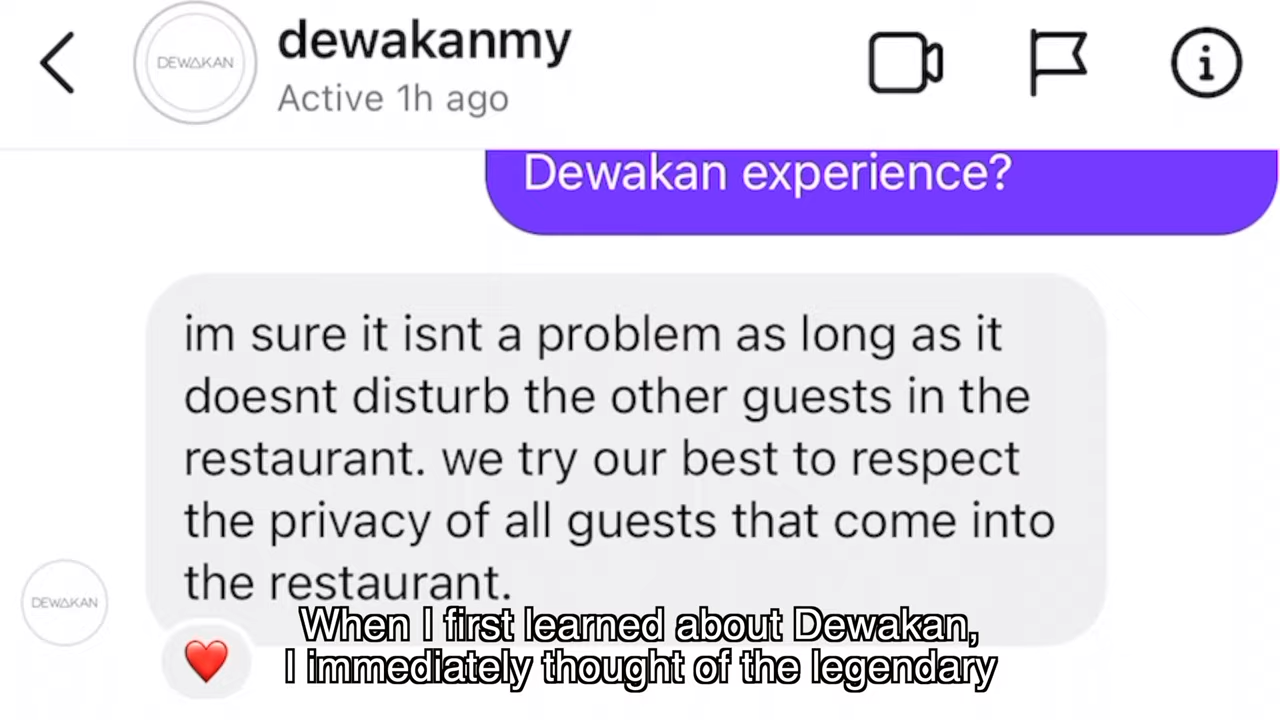 dewakanmy
DEWAKAN
Active 1h ago
Dewakan experience?
im sure it isnt a problem as long as it
doesnt disturb the other guests in the
restaurant. we try our best to respect
the privacy of all guests that come into
the restaurant.
DEWAKAN
When I first learned about Dewakan,
I immediately thought of the legendary